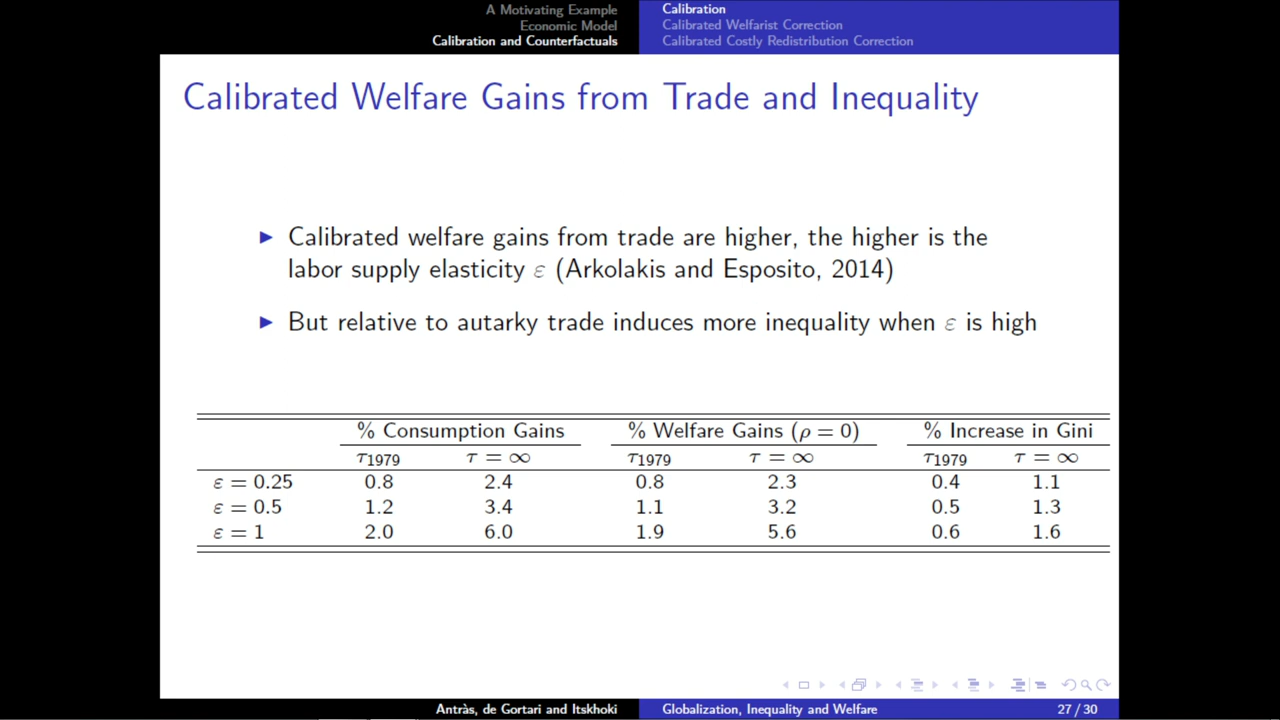 A Motivating Example
Economic Model
Calibration and Counterfactuals
Calibration
Calibrated Welfarist Correction
Calibrated Costly Redistribution Correction
Calibrated Welfare Gains from Trade and Inequality
Calibrated welfare gains from trade are higher, the higher is the
labor supply elasticity ε (Arkolakis and Esposito, 2014)
But relative to autarky trade induces more inequality when ε is high
% Consumption Gains % Welfare Gains (ρ = 0) % Increase in Gini
τ1979 τ = ∞ τ1979 τ = ∞ τ1979 τ = ∞
ε = 0.25 0.8 2.4 0.8 2.3 0.4 1.1
ε = 0.5 1.2 3.4 1.1 3.2 0.5 1.3
ε = 1 2.0 6.0 1.9 5.6 0.6 1.6
Antràs, de Gortari and Itskhoki Globalization, Inequality and Welfare 27 / 30